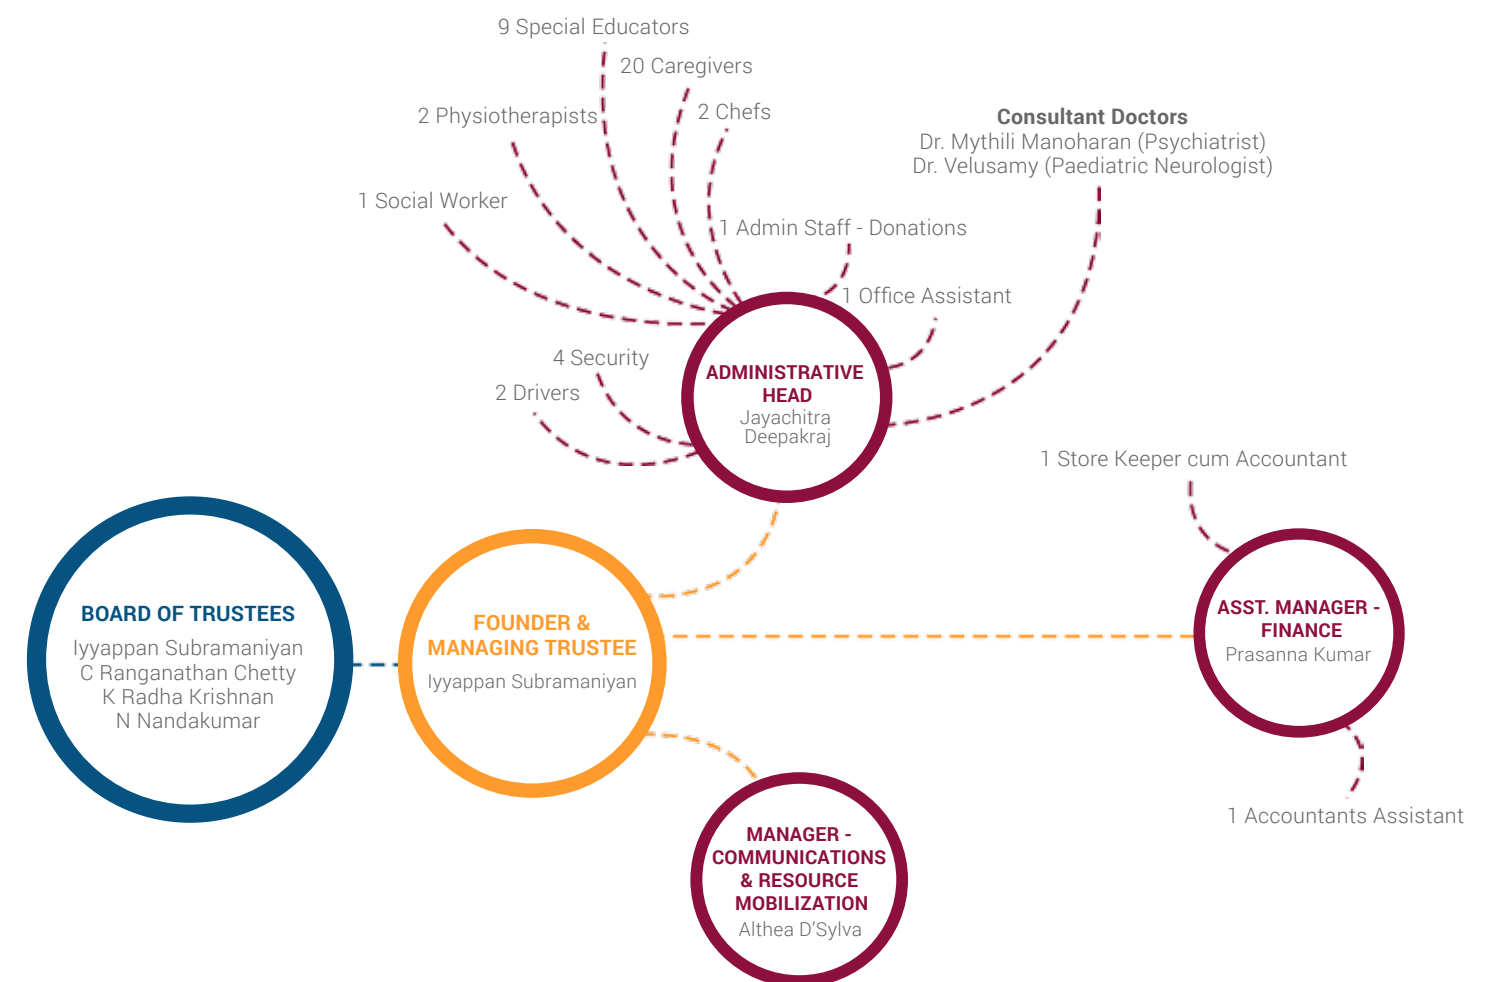 9 Special Educators
20 Caregivers
2 Physiotherapists
2 Chefs
Consultant Doctors
Dr. Mythili Manoharan (Psychiatrist)
Dr. Velusamy (Paediatric Neurologist)
1 Social Worker
1 Admin Staff - Donations
1 Office Assistant
4 Security
2 Drivers
ADMINISTRATIVE
HEAD
Jayachitra
Deepakraj
1 Store Keeper cum Accountant
BOARD OF TRUSTEES
Iyyappan Subramaniyan
C Ranganathan Chetty
K Radha Krishnan
N Nandakumar
FOUNDER &
MANAGING TRUSTEE
Iyyappan Subramaniyan
ASST. MANAGER -
FINANCE
Prasanna Kumar
1 Accountants Assistant
MANAGER -
COMMUNICATIONS
& RESOURCE
MOBILIZATION
Althea D'Sylva